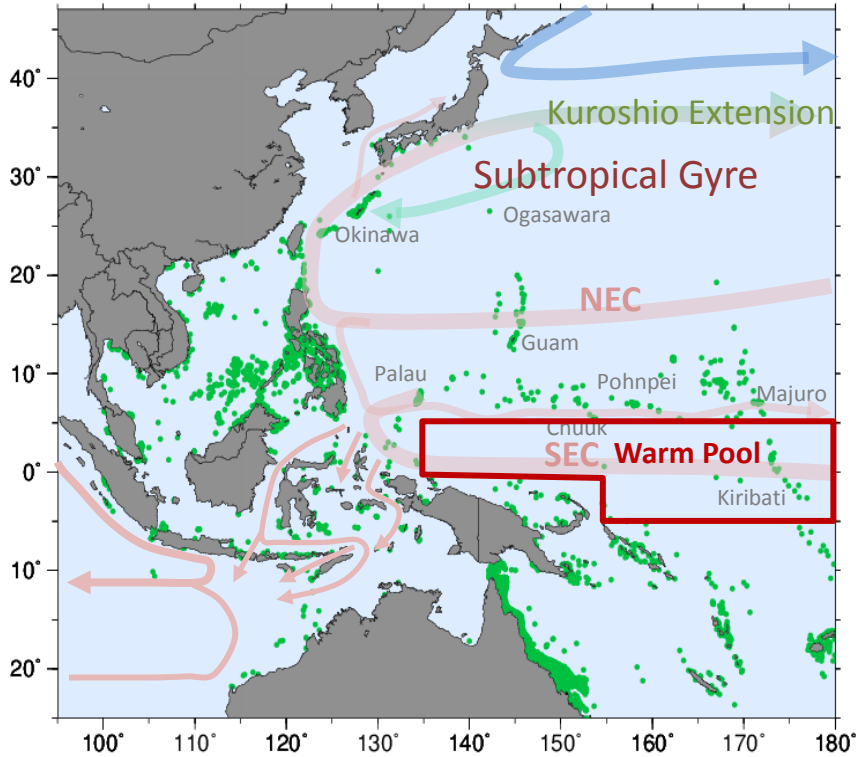 40°
Kuroshio Extension
30°
Subtropical Gyre
Ogasawara
Okinawa
20°
NEC
Guam
10°
Palau
Pohnpei
Majuro
Chuuk
SEC Warm Pool
0°
Kiribati
10°
20°
100° 110° 120° 130° 140° 150° 160° 170° 180°